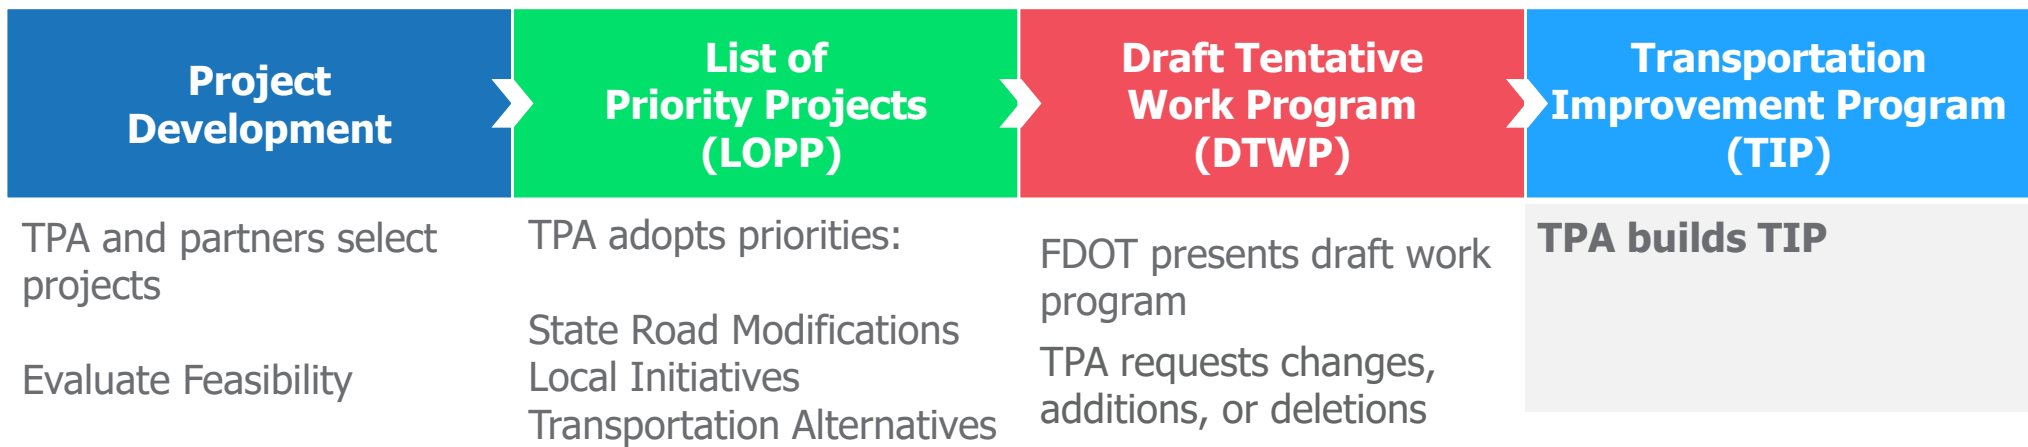 Project
Development
List of
Priority Projects
(LOPP)
Draft Tentative
Work Program
(DTWP)
Transportation
Improvement Program
(TIP)
TPA and partners select
projects
Evaluate Feasibility
TPA adopts priorities:
State Road Modifications
Local Initiatives
Transportation Alternatives
FDOT presents draft work
program
TPA requests changes,
additions, or deletions
TPA builds TIP